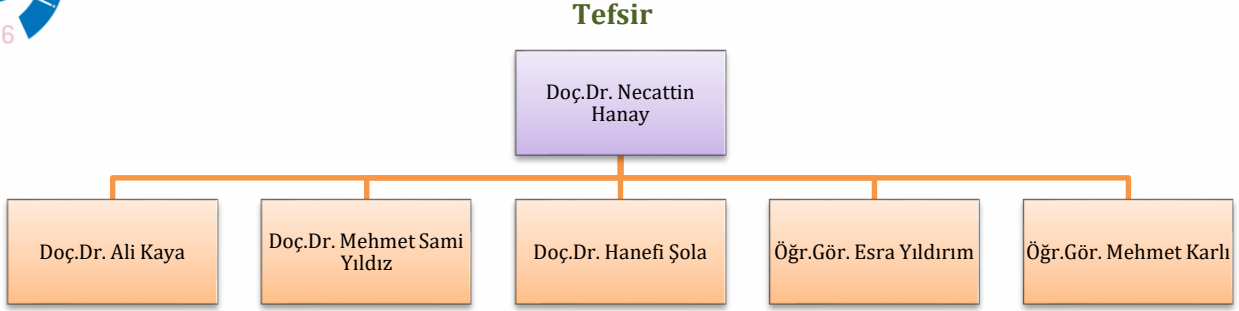 6
Tefsir
Doç.Dr. Necattin
Hanay
Doç.Dr. Ali Kaya
Doç.Dr. Mehmet Sami
Yıldız
Doç.Dr. Hanefi Şola
Öğr.Gör. Esra Yıldırım
Öğr.Gör. Mehmet Karlı